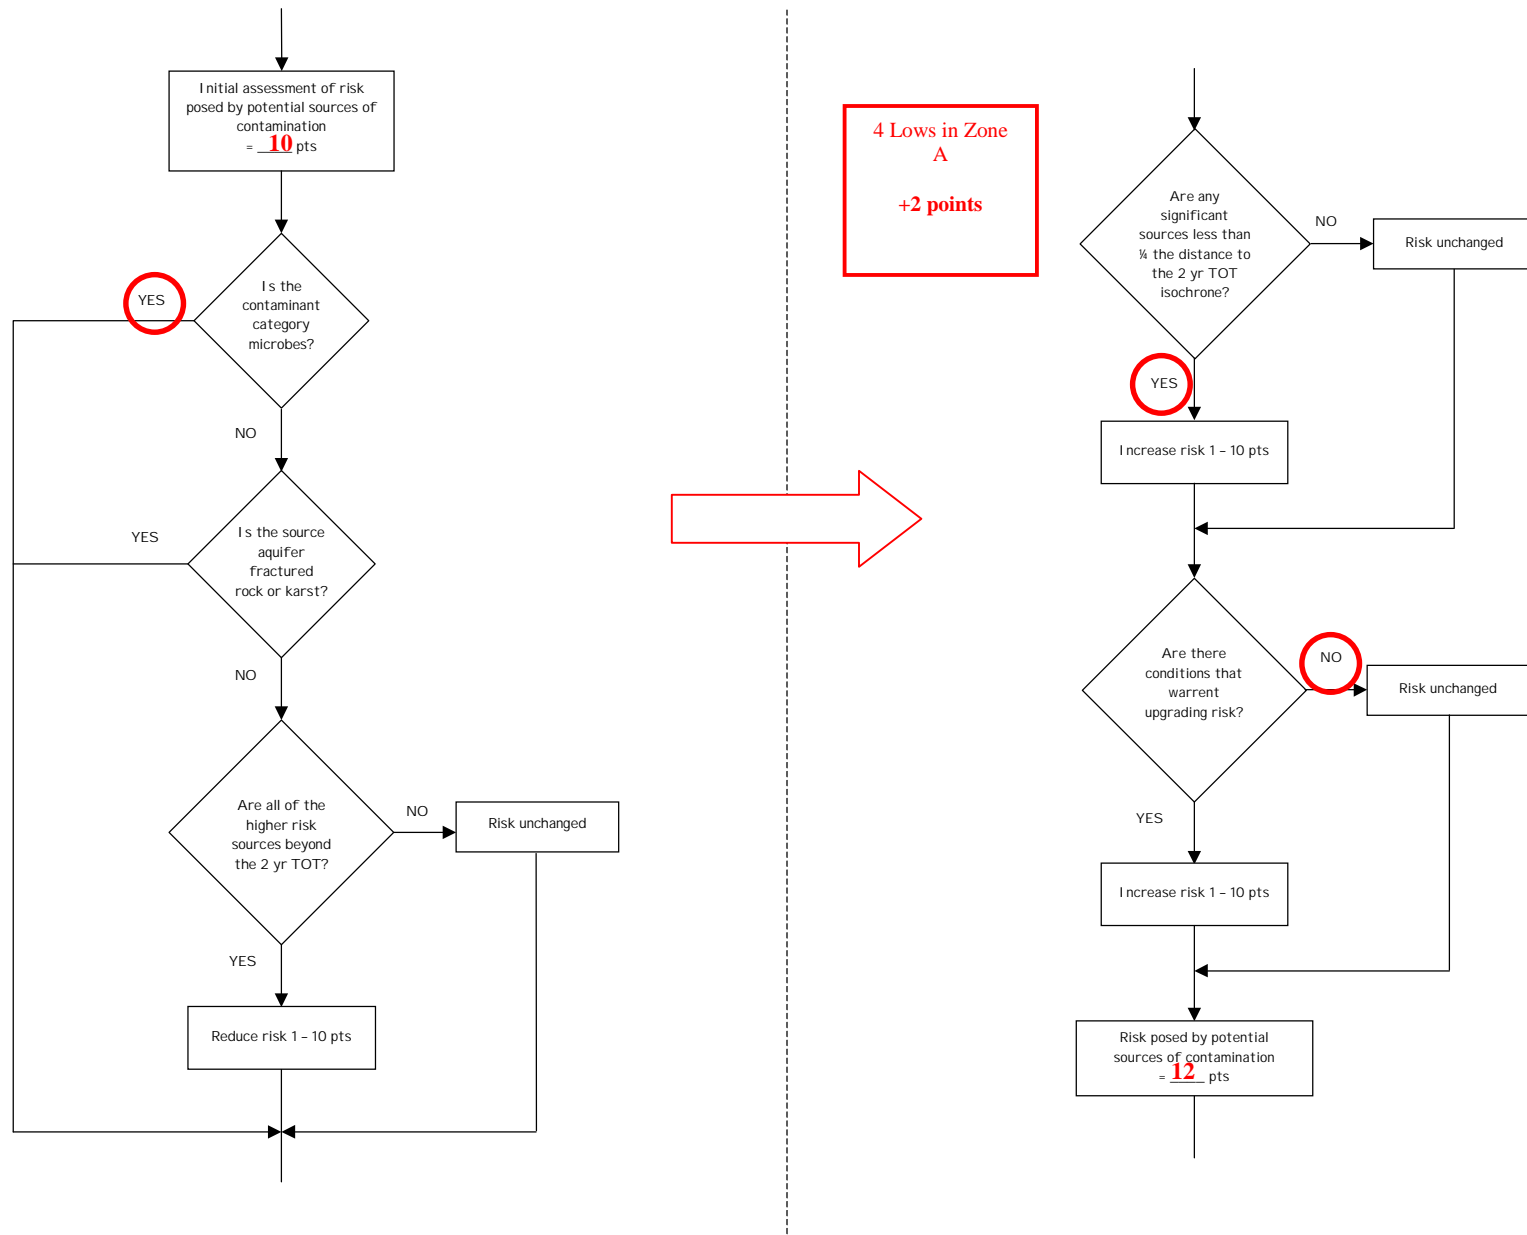 Initial assessment of risk
posed by potential sources of
contamination
= 10 pts
YES
Is the
contaminant
category
microbes?
NO
YES
Is the source
aquifer
fractured
rock or karst?
NO
Are all of the
higher risk
sources beyond
the 2 yr TOT?
NO
Risk unchanged
YES
Reduce risk 1 – 10 pts
4 Lows in Zone
A
+2 points
Are any
significant
sources less than
¼ the distance to
the 2 yr TOT
isochrone?
NO
Risk unchanged
YES
Increase risk 1 – 10 pts
Are there
conditions that
warrent
upgrading risk?
NO
Risk unchanged
YES
Increase risk 1 – 10 pts
Risk posed by potential
sources of contamination
= 12 pts